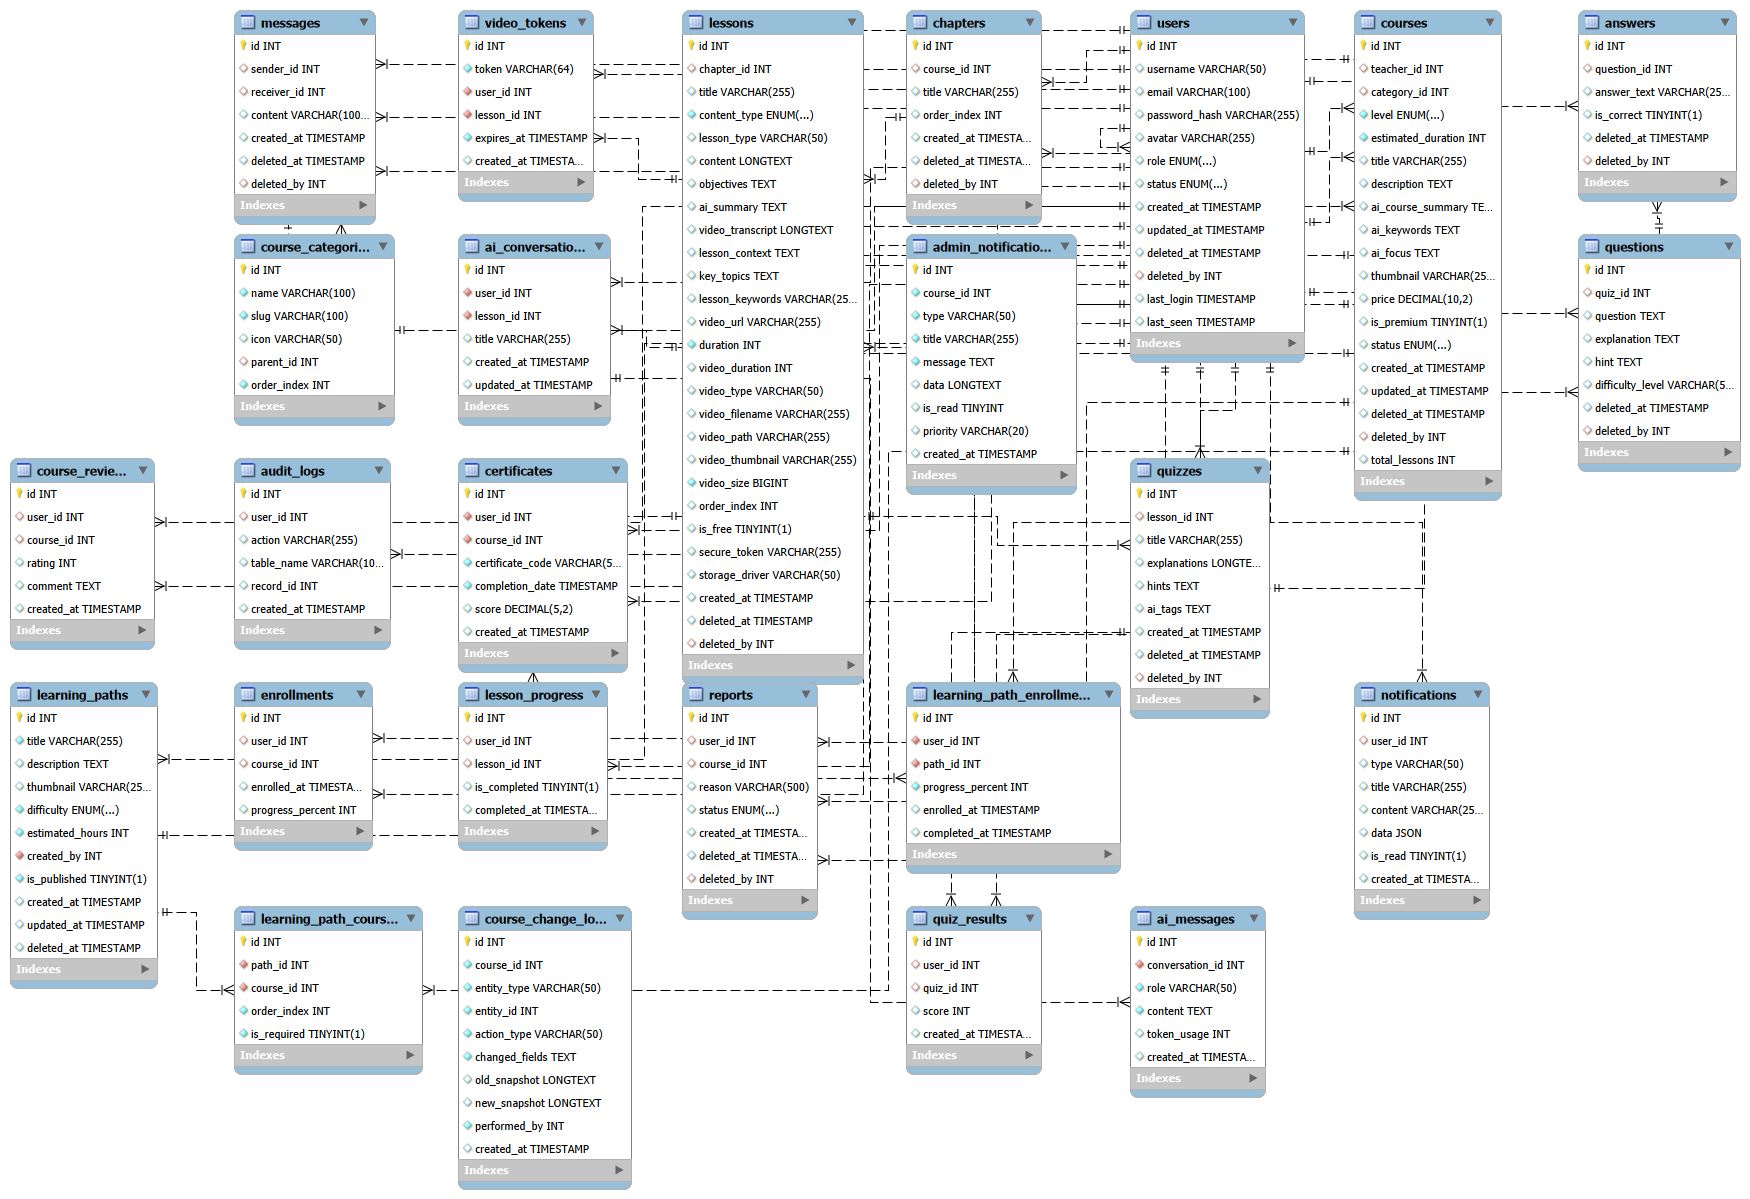 messages
id INT
sender_id INT
receiver_id INT
content VARCHAR(100...
created_at TIMESTAMP
deleted_at TIMESTAMP
deleted_by INT
Indexes
video_tokens
id INT
token VARCHAR(64)
user_id INT
lesson_id INT
expires_at TIMESTAMP
created_at TIMESTA...
Indexes
lessons
id INT
chapter_id INT
title VARCHAR(255)
content_type ENUM(...)
lesson_type VARCHAR(50)
content LONGTEXT
objectives TEXT
ai_summary TEXT
video_transcript LONGTEXT
lesson_context TEXT
key_topics TEXT
lesson_keywords VARCHAR(25...
video_url VARCHAR(255)
duration INT
video_duration INT
video_type VARCHAR(50)
video_filename VARCHAR(255)
video_path VARCHAR(255)
video_thumbnail VARCHAR(255)
video_size BIGINT
order_index INT
is_free TINYINT(1)
secure_token VARCHAR(255)
storage_driver VARCHAR(50)
created_at TIMESTAMP
deleted_at TIMESTAMP
deleted_by INT
Indexes
chapters
id INT
course_id INT
title VARCHAR(255)
order_index INT
created_at TIMESTA...
deleted_at TIMESTA...
deleted_by INT
Indexes
users
id INT
username VARCHAR(50)
email VARCHAR(100)
password_hash VARCHAR(255)
avatar VARCHAR(255)
role ENUM(...)
status ENUM(...)
created_at TIMESTAMP
updated_at TIMESTAMP
deleted_at TIMESTAMP
deleted_by INT
last_login TIMESTAMP
last_seen TIMESTAMP
Indexes
courses
id INT
teacher_id INT
category_id INT
level ENUM(...)
estimated_duration INT
title VARCHAR(255)
description TEXT
ai_course_summary TE...
ai_keywords TEXT
ai_focus TEXT
thumbnail VARCHAR(25...
price DECIMAL(10,2)
is_premium TINYINT(1)
status ENUM(...)
created_at TIMESTAMP
updated_at TIMESTAMP
deleted_at TIMESTAMP
deleted_by INT
total_lessons INT
Indexes
answers
id INT
question_id INT
answer_text VARCHAR(25...
is_correct TINYINT(1)
deleted_at TIMESTAMP
deleted_by INT
Indexes
course_categori...
id INT
name VARCHAR(100)
slug VARCHAR(100)
icon VARCHAR(50)
parent_id INT
order_index INT
Indexes
ai_conversatio...
id INT
user_id INT
lesson_id INT
title VARCHAR(255)
created_at TIMESTAMP
updated_at TIMESTAMP
Indexes
admin_notificatio...
id INT
course_id INT
type VARCHAR(50)
title VARCHAR(255)
message TEXT
data LONGTEXT
is_read TINYINT
priority VARCHAR(20)
created_at TIMESTAMP
Indexes
questions
id INT
quiz_id INT
question TEXT
explanation TEXT
hint TEXT
difficulty_level VARCHAR(5...
deleted_at TIMESTAMP
deleted_by INT
Indexes
course_revie...
id INT
user_id INT
course_id INT
rating INT
comment TEXT
created_at TIMESTAMP
Indexes
audit_logs
id INT
user_id INT
action VARCHAR(255)
table_name VARCHAR(10...
record_id INT
created_at TIMESTAMP
Indexes
certificates
id INT
user_id INT
course_id INT
certificate_code VARCHAR(5...
completion_date TIMESTAMP
score DECIMAL(5,2)
created_at TIMESTAMP
Indexes
quizzes
id INT
lesson_id INT
title VARCHAR(255)
explanations LONGTE...
hints TEXT
ai_tags TEXT
created_at TIMESTAMP
deleted_at TIMESTAMP
deleted_by INT
Indexes
learning_paths
id INT
title VARCHAR(255)
description TEXT
thumbnail VARCHAR(25...
difficulty ENUM(...)
estimated_hours INT
created_by INT
is_published TINYINT(1)
created_at TIMESTAMP
updated_at TIMESTAMP
deleted_at TIMESTAMP
Indexes
enrollments
id INT
user_id INT
course_id INT
enrolled_at TIMESTA...
progress_percent INT
Indexes
lesson_progress
id INT
user_id INT
lesson_id INT
is_completed TINYINT(1)
completed_at TIMESTA...
Indexes
reports
id INT
user_id INT
course_id INT
reason VARCHAR(500)
status ENUM(...)
created_at TIMESTA...
deleted_at TIMESTA...
deleted_by INT
Indexes
learning_path_enrollme...
id INT
user_id INT
path_id INT
progress_percent INT
enrolled_at TIMESTAMP
completed_at TIMESTAMP
Indexes
notifications
id INT
user_id INT
type VARCHAR(50)
title VARCHAR(255)
content VARCHAR(25...
data JSON
is_read TINYINT(1)
created_at TIMESTA...
Indexes
learning_path_cours...
id INT
path_id INT
course_id INT
order_index INT
is_required TINYINT(1)
Indexes
course_change_lo...
id INT
course_id INT
entity_type VARCHAR(50)
entity_id INT
action_type VARCHAR(50)
changed_fields TEXT
old_snapshot LONGTEXT
new_snapshot LONGTEXT
performed_by INT
created_at TIMESTAMP
Indexes
quiz_results
id INT
user_id INT
quiz_id INT
score INT
created_at TIMESTA...
Indexes
ai_messages
id INT
conversation_id INT
role VARCHAR(50)
content TEXT
token_usage INT
created_at TIMESTA...
Indexes